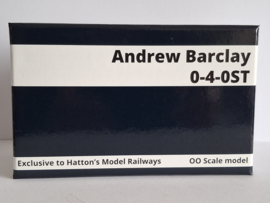 Andrew Barclay
0-4-0ST
Exclusive to Hatton's Model Railways OO Scale model